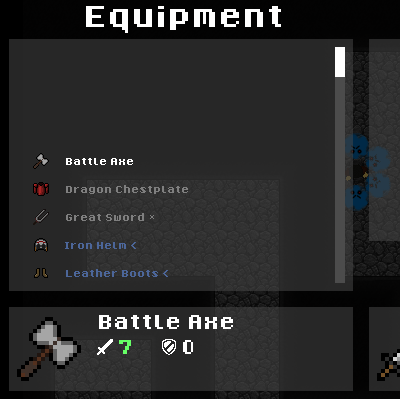 Equipment
Battle Axe
Dragon Chestplate
Great Sword ×
Iron Helm <
Leather Boots <
Battle Axe
7 0